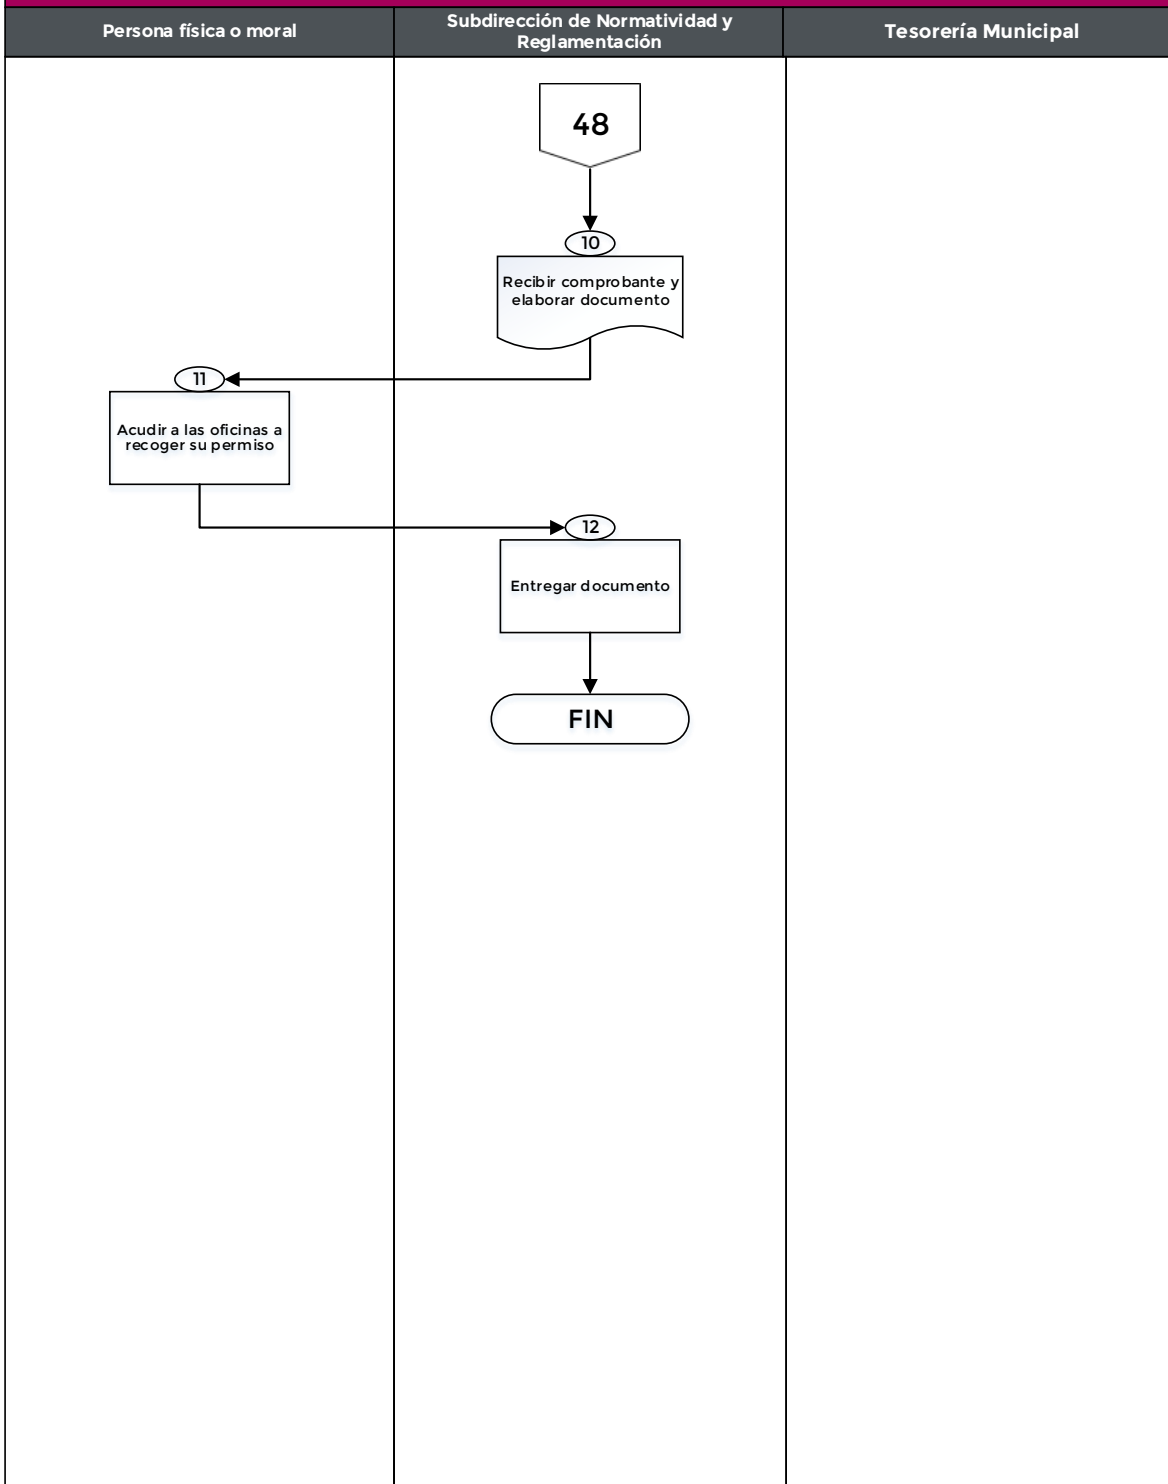 Persona física o moral
Subdirección de Normatividad y
Reglamentación
Tesorería Municipal
48
10
Recibir comprobante y
elaborar documento
11
Acudir a las oficinas a
recoger su permiso
12
Entregar documento
FIN